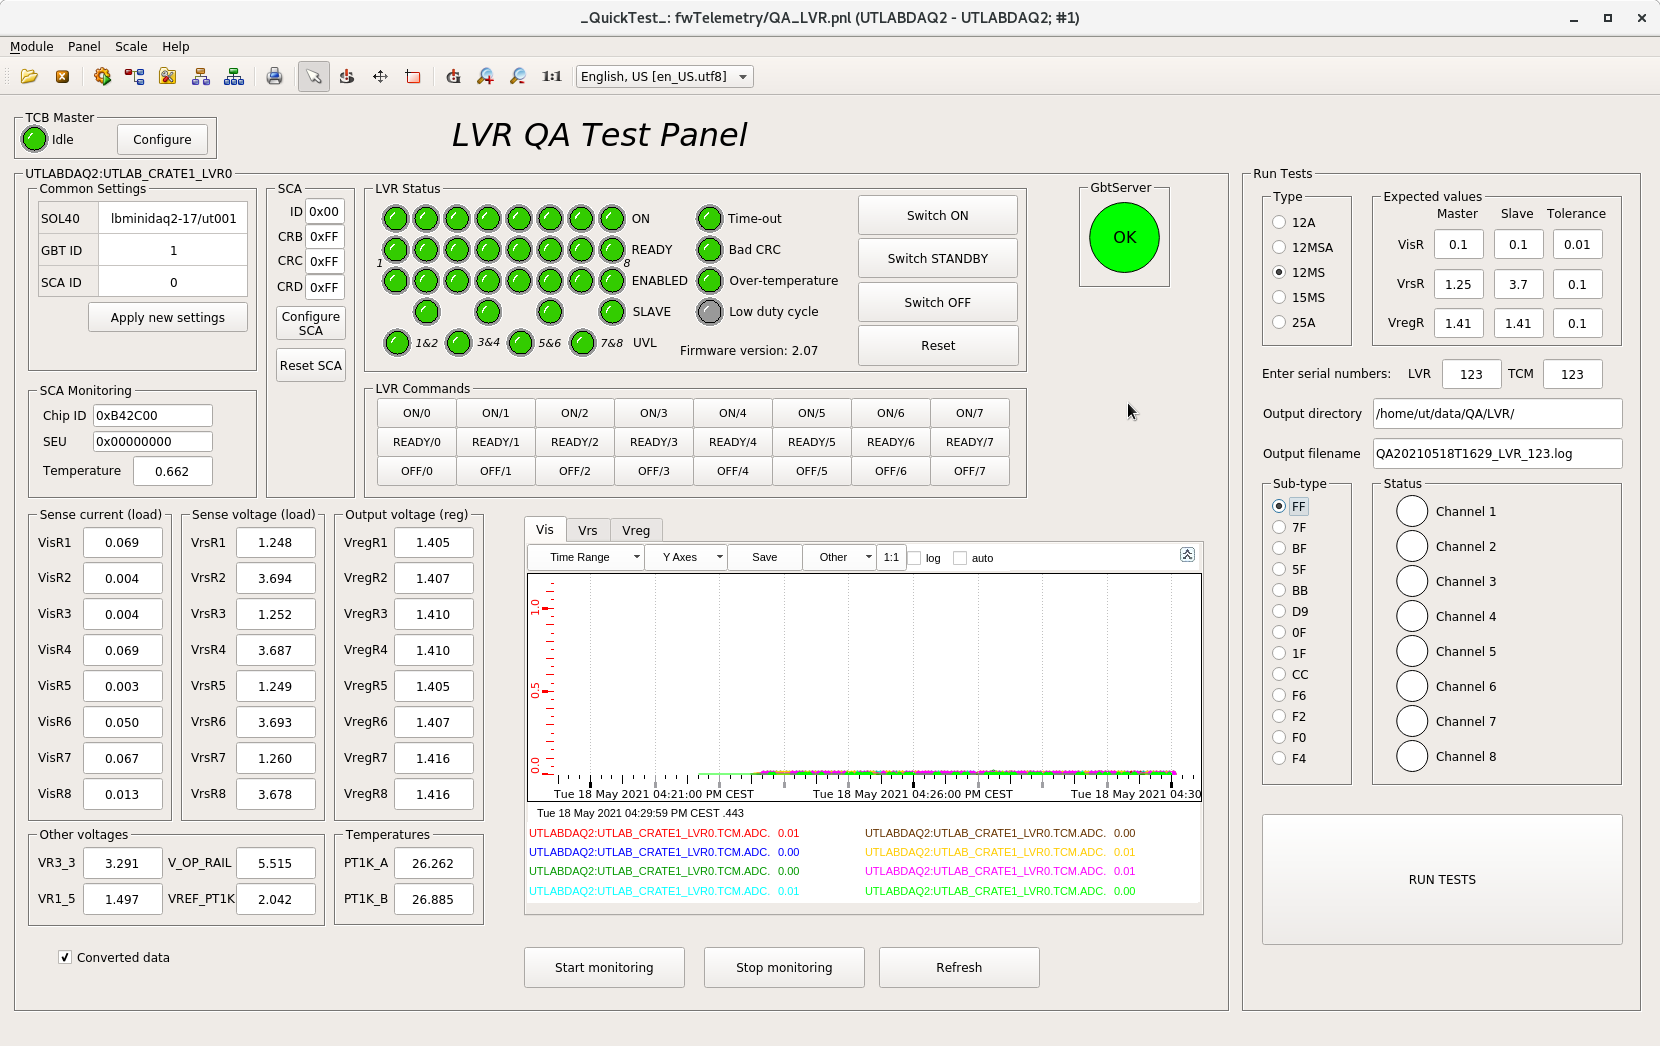 _QuickTest_: fwTelemetry/QA_LVR.pnl (UTLABDAQ2 - UTLABDAQ2; #1)
Module Panel Scale Help
1:1 English, US [en_US.utf8]
TCB Master
Idle Configure
LVR QA Test Panel
UTLABDAQ2:UTLAB_CRATE1_LVR0
Common Settings
SOL40 lbminidaq2-17/ut001
GBT ID 1
SCA ID 0
Apply new settings
SCA
ID 0x00
CRB 0xFF
CRC 0xFF
CRD 0xFF
Configure
SCA
Reset SCA
LVR Status
ON
READY
1 8
ENABLED
SLAVE
1&2 3&4 5&6 7&8 UVL
Time-out
Bad CRC
Over-temperature
Low duty cycle
Firmware version: 2.07
Switch ON
Switch STANDBY
Switch OFF
Reset
GbtServer
OK
SCA Monitoring
Chip ID 0xB42C00
SEU 0x00000000
Temperature 0.662
LVR Commands
ON/0 ON/1 ON/2 ON/3 ON/4 ON/5 ON/6 ON/7
READY/0 READY/1 READY/2 READY/3 READY/4 READY/5 READY/6 READY/7
OFF/0 OFF/1 OFF/2 OFF/3 OFF/4 OFF/5 OFF/6 OFF/7
Sense current (load)
VisR1 0.069
VisR2 0.004
VisR3 0.004
VisR4 0.069
VisR5 0.003
VisR6 0.050
VisR7 0.067
VisR8 0.013
Sense voltage (load)
VrsR1 1.248
VrsR2 3.694
VrsR3 1.252
VrsR4 3.687
VrsR5 1.249
VrsR6 3.693
VrsR7 1.260
VrsR8 3.678
Output voltage (reg)
VregR1 1.405
VregR2 1.407
VregR3 1.410
VregR4 1.410
VregR5 1.405
VregR6 1.407
VregR7 1.416
VregR8 1.416
Other voltages
VR3_3 3.291 V_OP_RAIL 5.515
VR1_5 1.497 VREF_PT1K 2.042
Temperatures
PT1K_A 26.262
PT1K_B 26.885
Converted data
Vis Vrs Vreg
Time Range Y Axes Save Other 1:1 log auto
1.0
0.5
0.0
Tue 18 May 2021 04:21:00 PM CEST Tue 18 May 2021 04:26:00 PM CEST Tue 18 May 2021 04:30
Tue 18 May 2021 04:29:59 PM CEST .443
UTLABDAQ2:UTLAB_CRATE1_LVR0.TCM.ADC. 0.01 UTLABDAQ2:UTLAB_CRATE1_LVR0.TCM.ADC. 0.00
UTLABDAQ2:UTLAB_CRATE1_LVR0.TCM.ADC. 0.00 UTLABDAQ2:UTLAB_CRATE1_LVR0.TCM.ADC. 0.01
UTLABDAQ2:UTLAB_CRATE1_LVR0.TCM.ADC. 0.00 UTLABDAQ2:UTLAB_CRATE1_LVR0.TCM.ADC. 0.01
UTLABDAQ2:UTLAB_CRATE1_LVR0.TCM.ADC. 0.01 UTLABDAQ2:UTLAB_CRATE1_LVR0.TCM.ADC. 0.00
Start monitoring Stop monitoring Refresh
Run Tests
Type
12A
12MSA
12MS
15MS
25A
Expected values
Master Slave Tolerance
VisR 0.1 0.1 0.01
VrsR 1.25 3.7 0.1
VregR 1.41 1.41 0.1
Enter serial numbers: LVR 123 TCM 123
Output directory /home/ut/data/QA/LVR/
Output filename QA20210518T1629_LVR_123.log
Sub-type
FF
7F
BF
5F
BB
D9
0F
1F
CC
F6
F2
F0
F4
Status
Channel 1
Channel 2
Channel 3
Channel 4
Channel 5
Channel 6
Channel 7
Channel 8
RUN TESTS